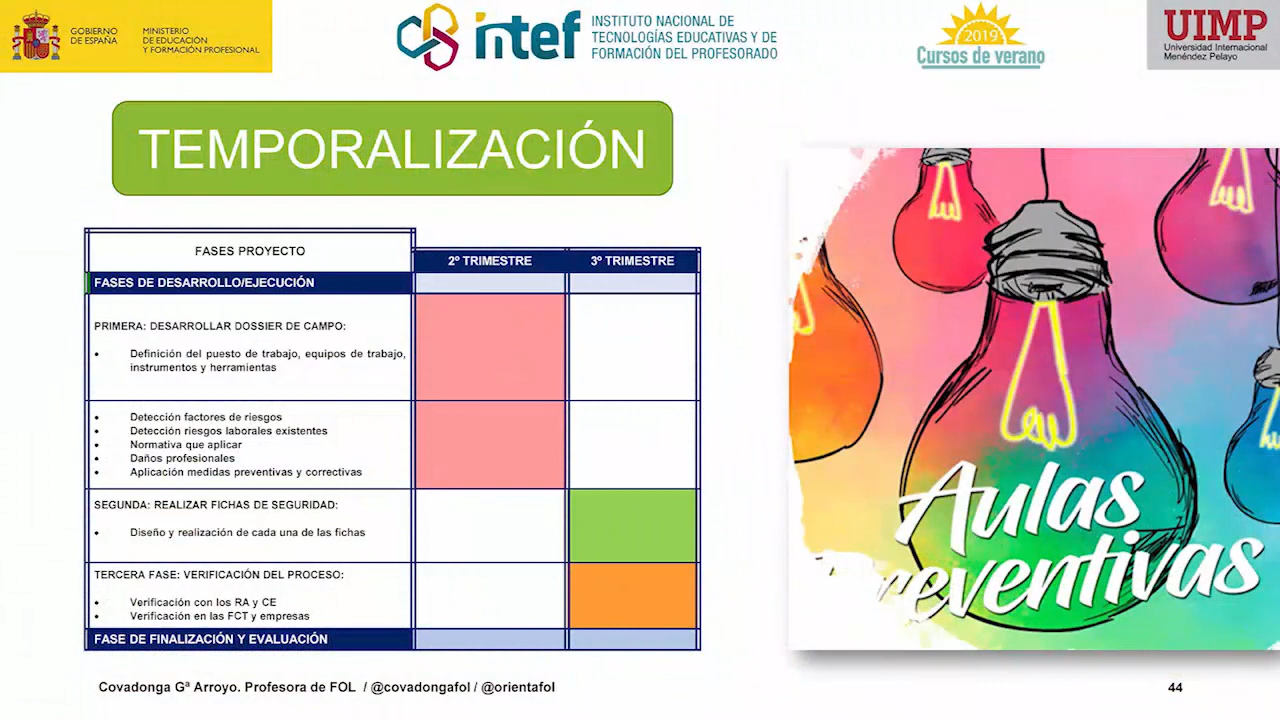 GOBIERNO
DE ESPAÑA
MINISTERIO
DE EDUCACIÓN
Y FORMACIÓN PROFESIONAL
intef
INSTITUTO NACIONAL DE
TECNOLOGÍAS EDUCATIVAS Y DE
FORMACIÓN DEL PROFESORADO
2019
Cursos de verano
UIMP
Universidad Internacional
Menéndez Pelayo
TEMPORALIZACIÓN
FASES PROYECTO
2º TRIMESTRE
3º TRIMESTRE
FASES DE DESARROLLO/EJECUCIÓN
PRIMERA: DESARROLLAR DOSSIER DE CAMPO:
• Definición del puesto de trabajo, equipos de trabajo,
instrumentos y herramientas
• Detección factores de riesgos
• Detección riesgos laborales existentes
• Normativa que aplicar
• Daños profesionales
• Aplicación medidas preventivas y correctivas
SEGUNDA: REALIZAR FICHAS DE SEGURIDAD:
• Diseño y realización de cada una de las fichas
TERCERA FASE: VERIFICACIÓN DEL PROCESO:
• Verificación con los RA y CE
• Verificación en las FCT y empresas
FASE DE FINALIZACIÓN Y EVALUACIÓN
Aulas
Preventivas
Covadonga Gª Arroyo. Profesora de FOL / @covadongafol / @orientafol
44